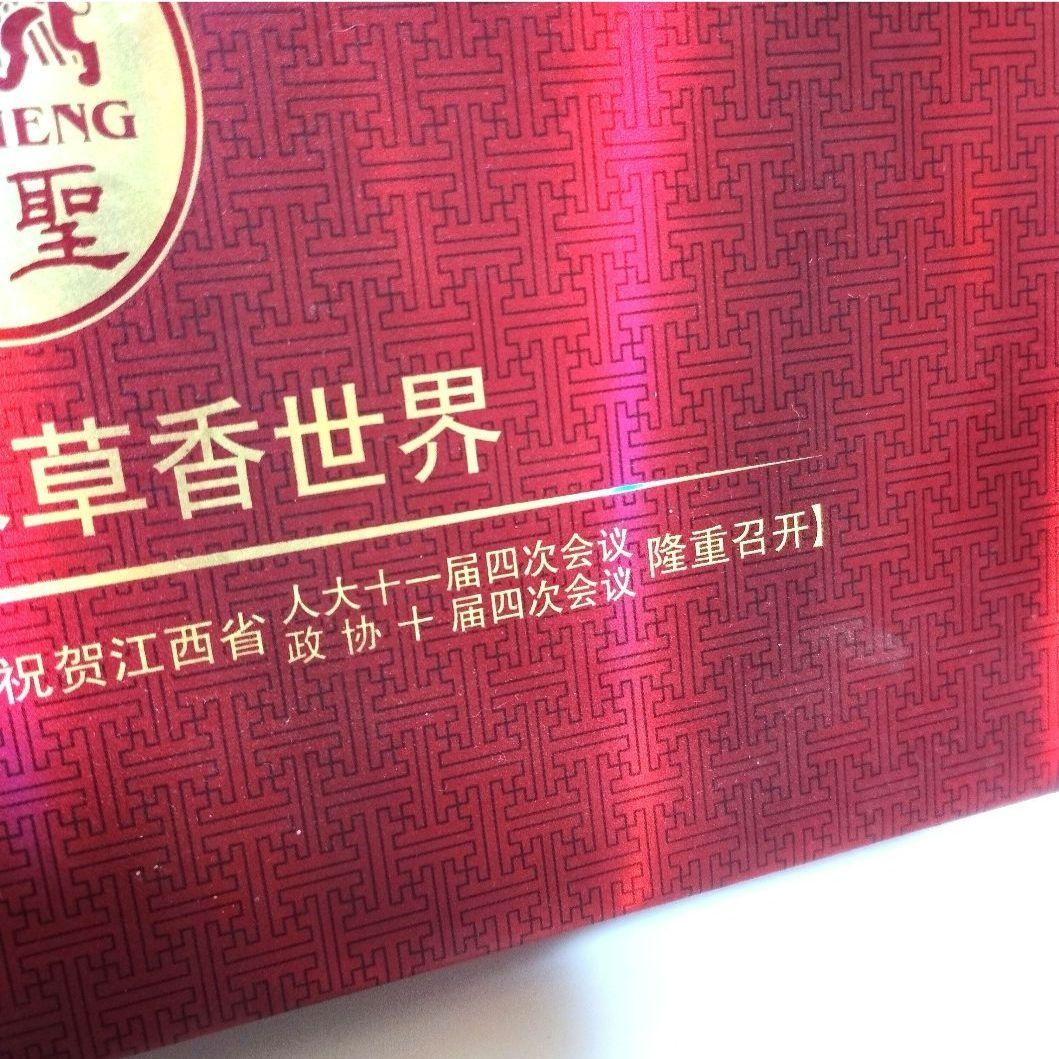 HENG
聖
草香世界
祝贺江西省 人大十一届四次会议 隆重召开】
政协十届四次会议